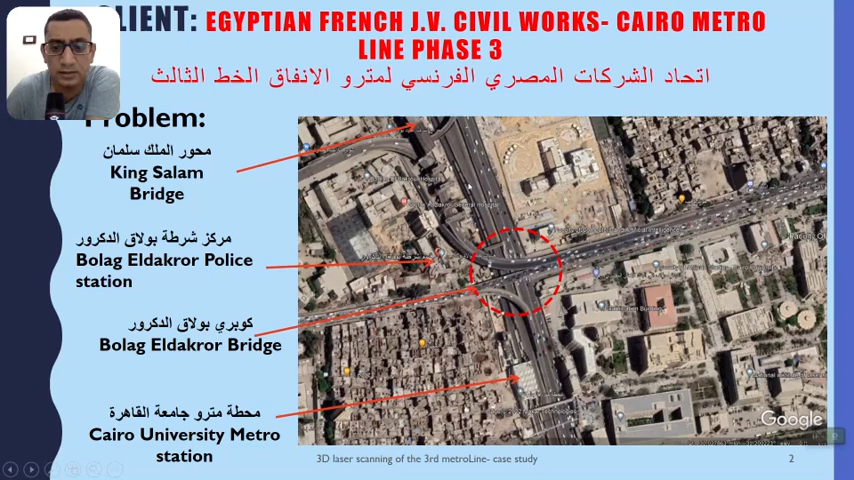 CLIENT: EGYPTIAN FRENCH J.V. CIVIL WORKS- CAIRO METRO
LINE PHASE 3
اتحاد الشركات المصري الفرنسي لمترو الانفاق الخط الثالث
Problem:
محور الملك سلمان
King Salam
Bridge
مركز شرطة بولاق الدكرور
Bolag Eldakror Police
station
كوبري بولاق الدكرور
Bolag Eldakror Bridge
محطة مترو جامعة القاهرة
Cairo University Metro
station
Google
3D laser scanning of the 3rd metroLine- case study
2